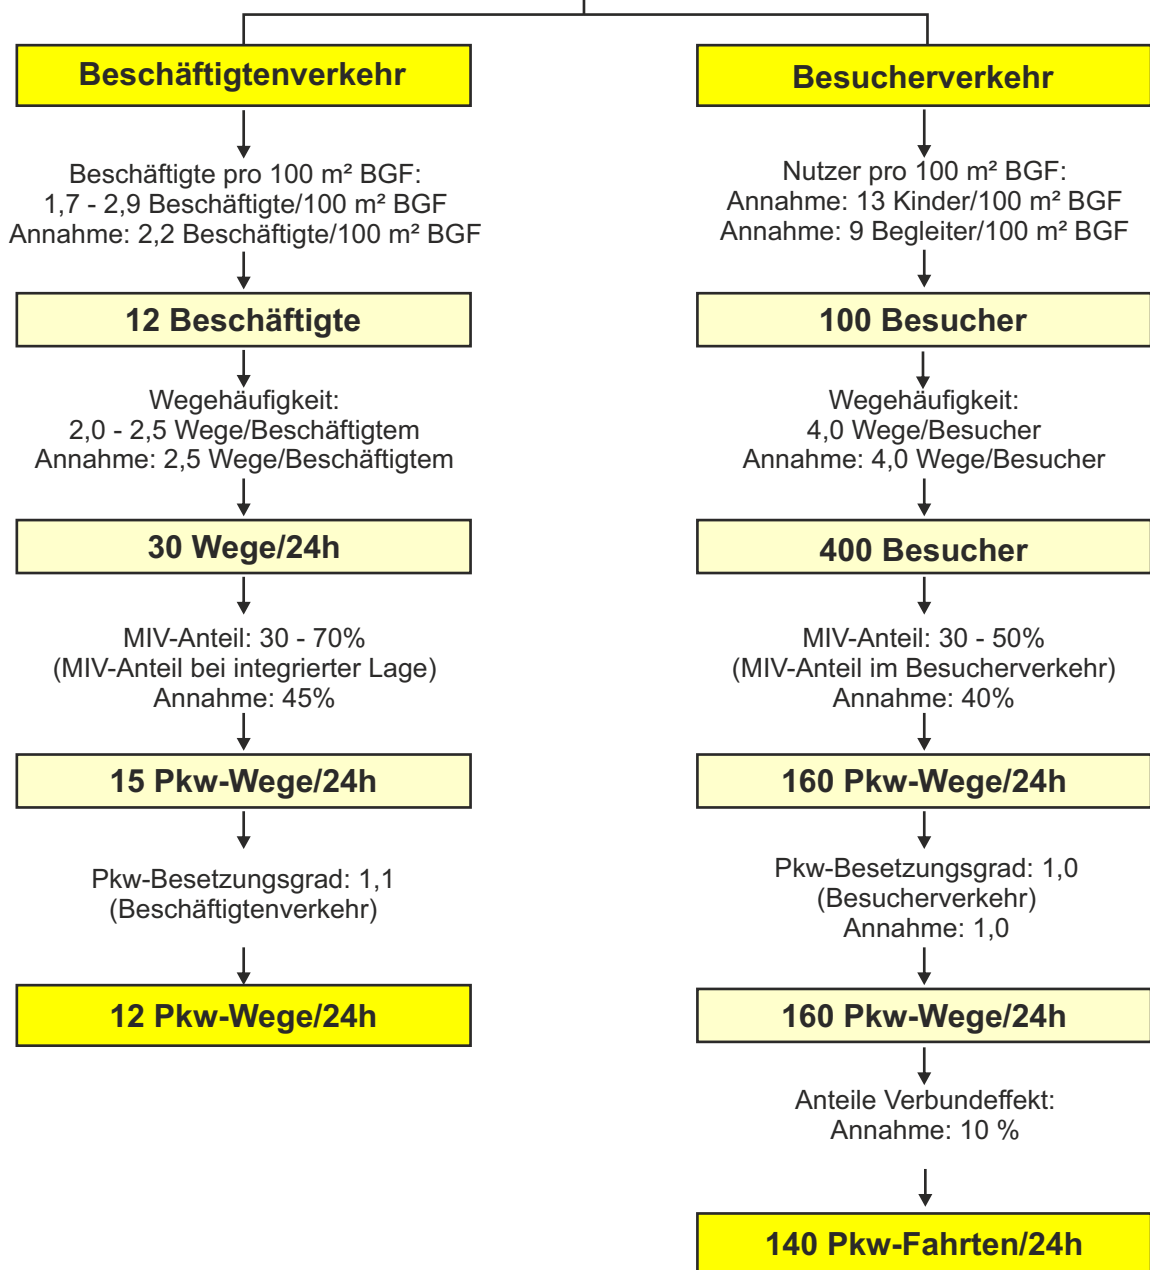 Beschäftigtenverkehr
Beschäftigte pro 100 m² BGF:
1,7 - 2,9 Beschäftigte/100 m² BGF
Annahme: 2,2 Beschäftigte/100 m² BGF
12 Beschäftigte
Wegehäufigkeit:
2,0 - 2,5 Wege/Beschäftigtem
Annahme: 2,5 Wege/Beschäftigtem
30 Wege/24h
MIV-Anteil: 30 - 70%
(MIV-Anteil bei integrierter Lage)
Annahme: 45%
15 Pkw-Wege/24h
Pkw-Besetzungsgrad: 1,1
(Beschäftigtenverkehr)
12 Pkw-Wege/24h
Besucherverkehr
Nutzer pro 100 m² BGF:
Annahme: 13 Kinder/100 m² BGF
Annahme: 9 Begleiter/100 m² BGF
100 Besucher
Wegehäufigkeit:
4,0 Wege/Besucher
Annahme: 4,0 Wege/Besucher
400 Besucher
MIV-Anteil: 30 - 50%
(MIV-Anteil im Besucherverkehr)
Annahme: 40%
160 Pkw-Wege/24h
Pkw-Besetzungsgrad: 1,0
(Besucherverkehr)
Annahme: 1,0
160 Pkw-Wege/24h
Anteile Verbundeffekt:
Annahme: 10 %
140 Pkw-Fahrten/24h